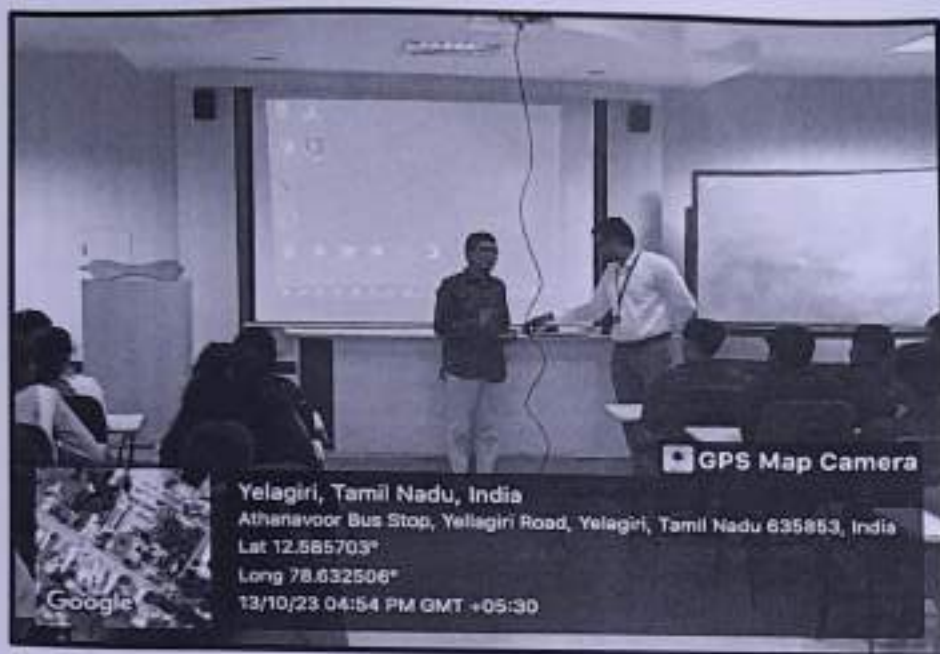 GPS Map Camera
Yelagiri, Tamil Nadu, India
Athanavoor Bus Stop, Yellagiri Road, Yelagiri, Tamil Nadu 635853, India
Lat 12.585703°
Long 78.632506°
13/10/23 04:54 PM GMT +05:30
Google